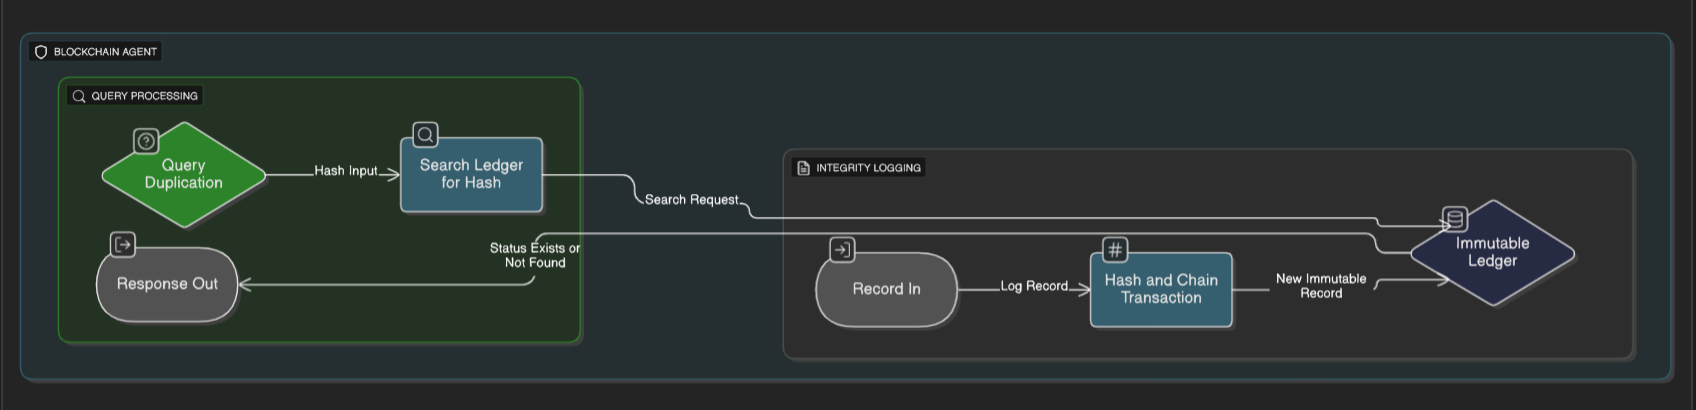 BLOCKCHAIN AGENT
QUERY PROCESSING
Query
Duplication
Hash Input
Search Ledger
for Hash
Search Request
Status Exists or
Not Found
Response Out
INTEGRITY LOGGING
Record In
Log Record
#
Hash and Chain
Transaction
New Immutable
Record
Immutable
Ledger